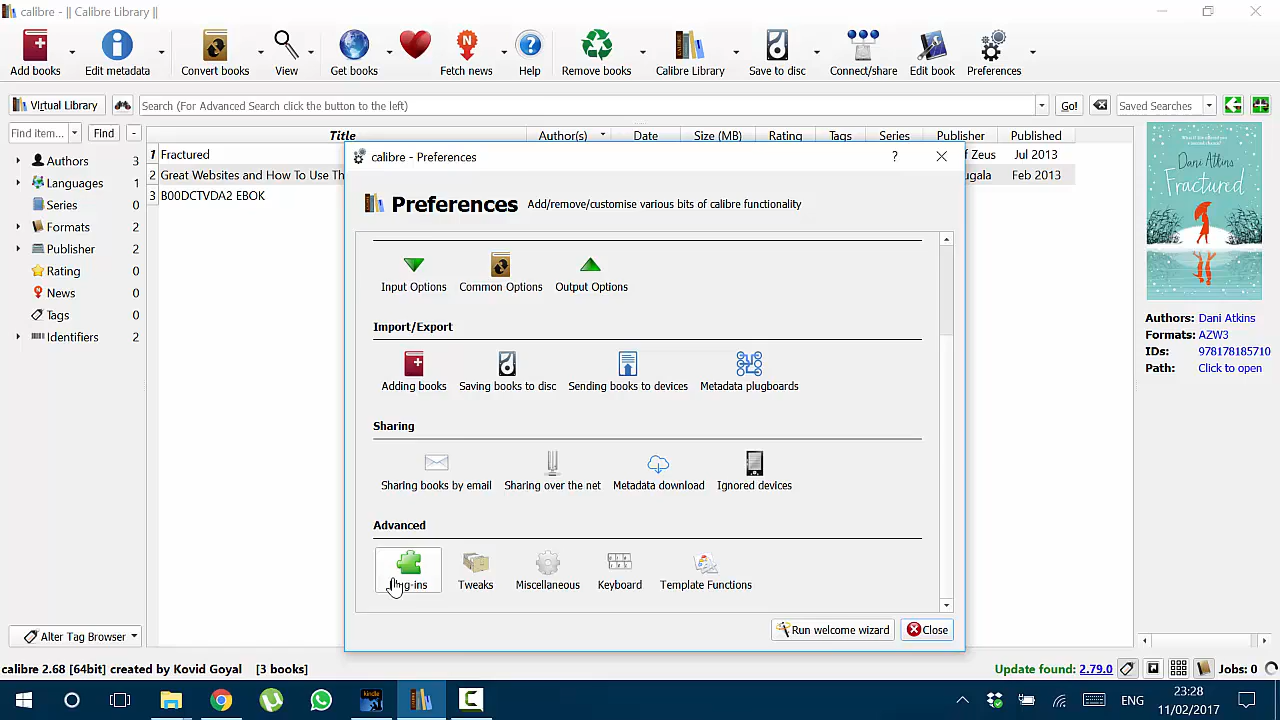 calibre - || Calibre Library ||
Add books
Edit metadata
Convert books
View
Get books
Fetch news
Help
Remove books
Calibre Library
Save to disc
Connect/share
Edit book
Preferences
Virtual Library
Search (For Advanced Search click the button to the left)
Go!
Saved Searches
Find item...
Find
-
Title
Author(s)
Date
Size (MB)
Rating
Tags
Series
Publisher
Published
1 Fractured
f Zeus
Jul 2013
2 Great Websites and How To Use Th
ugala
Feb 2013
3 B00DCTVDA2 EBOK
Authors 3
Languages 1
Series 0
Formats 2
Publisher 2
Rating 0
News 0
Tags 0
Identifiers 2
Alter Tag Browser
calibre - Preferences
?
Preferences
Add/remove/customise various bits of calibre functionality
Input Options
Common Options
Output Options
Import/Export
Adding books
Saving books to disc
Sending books to devices
Metadata plugboards
Sharing
Sharing books by email
Sharing over the net
Metadata download
Ignored devices
Advanced
Tweaks
Miscellaneous
Keyboard
Template Functions
Run welcome wizard
Close
Dani Atkins
Fractured
Authors: Dani Atkins
Formats: AZW3
IDs: 978178185710
Path: Click to open
calibre 2.68 [64bit] created by Kovid Goyal [3 books]
Update found: 2.79.0
Jobs: 0
kindle
ENG
23:28
11/02/2017